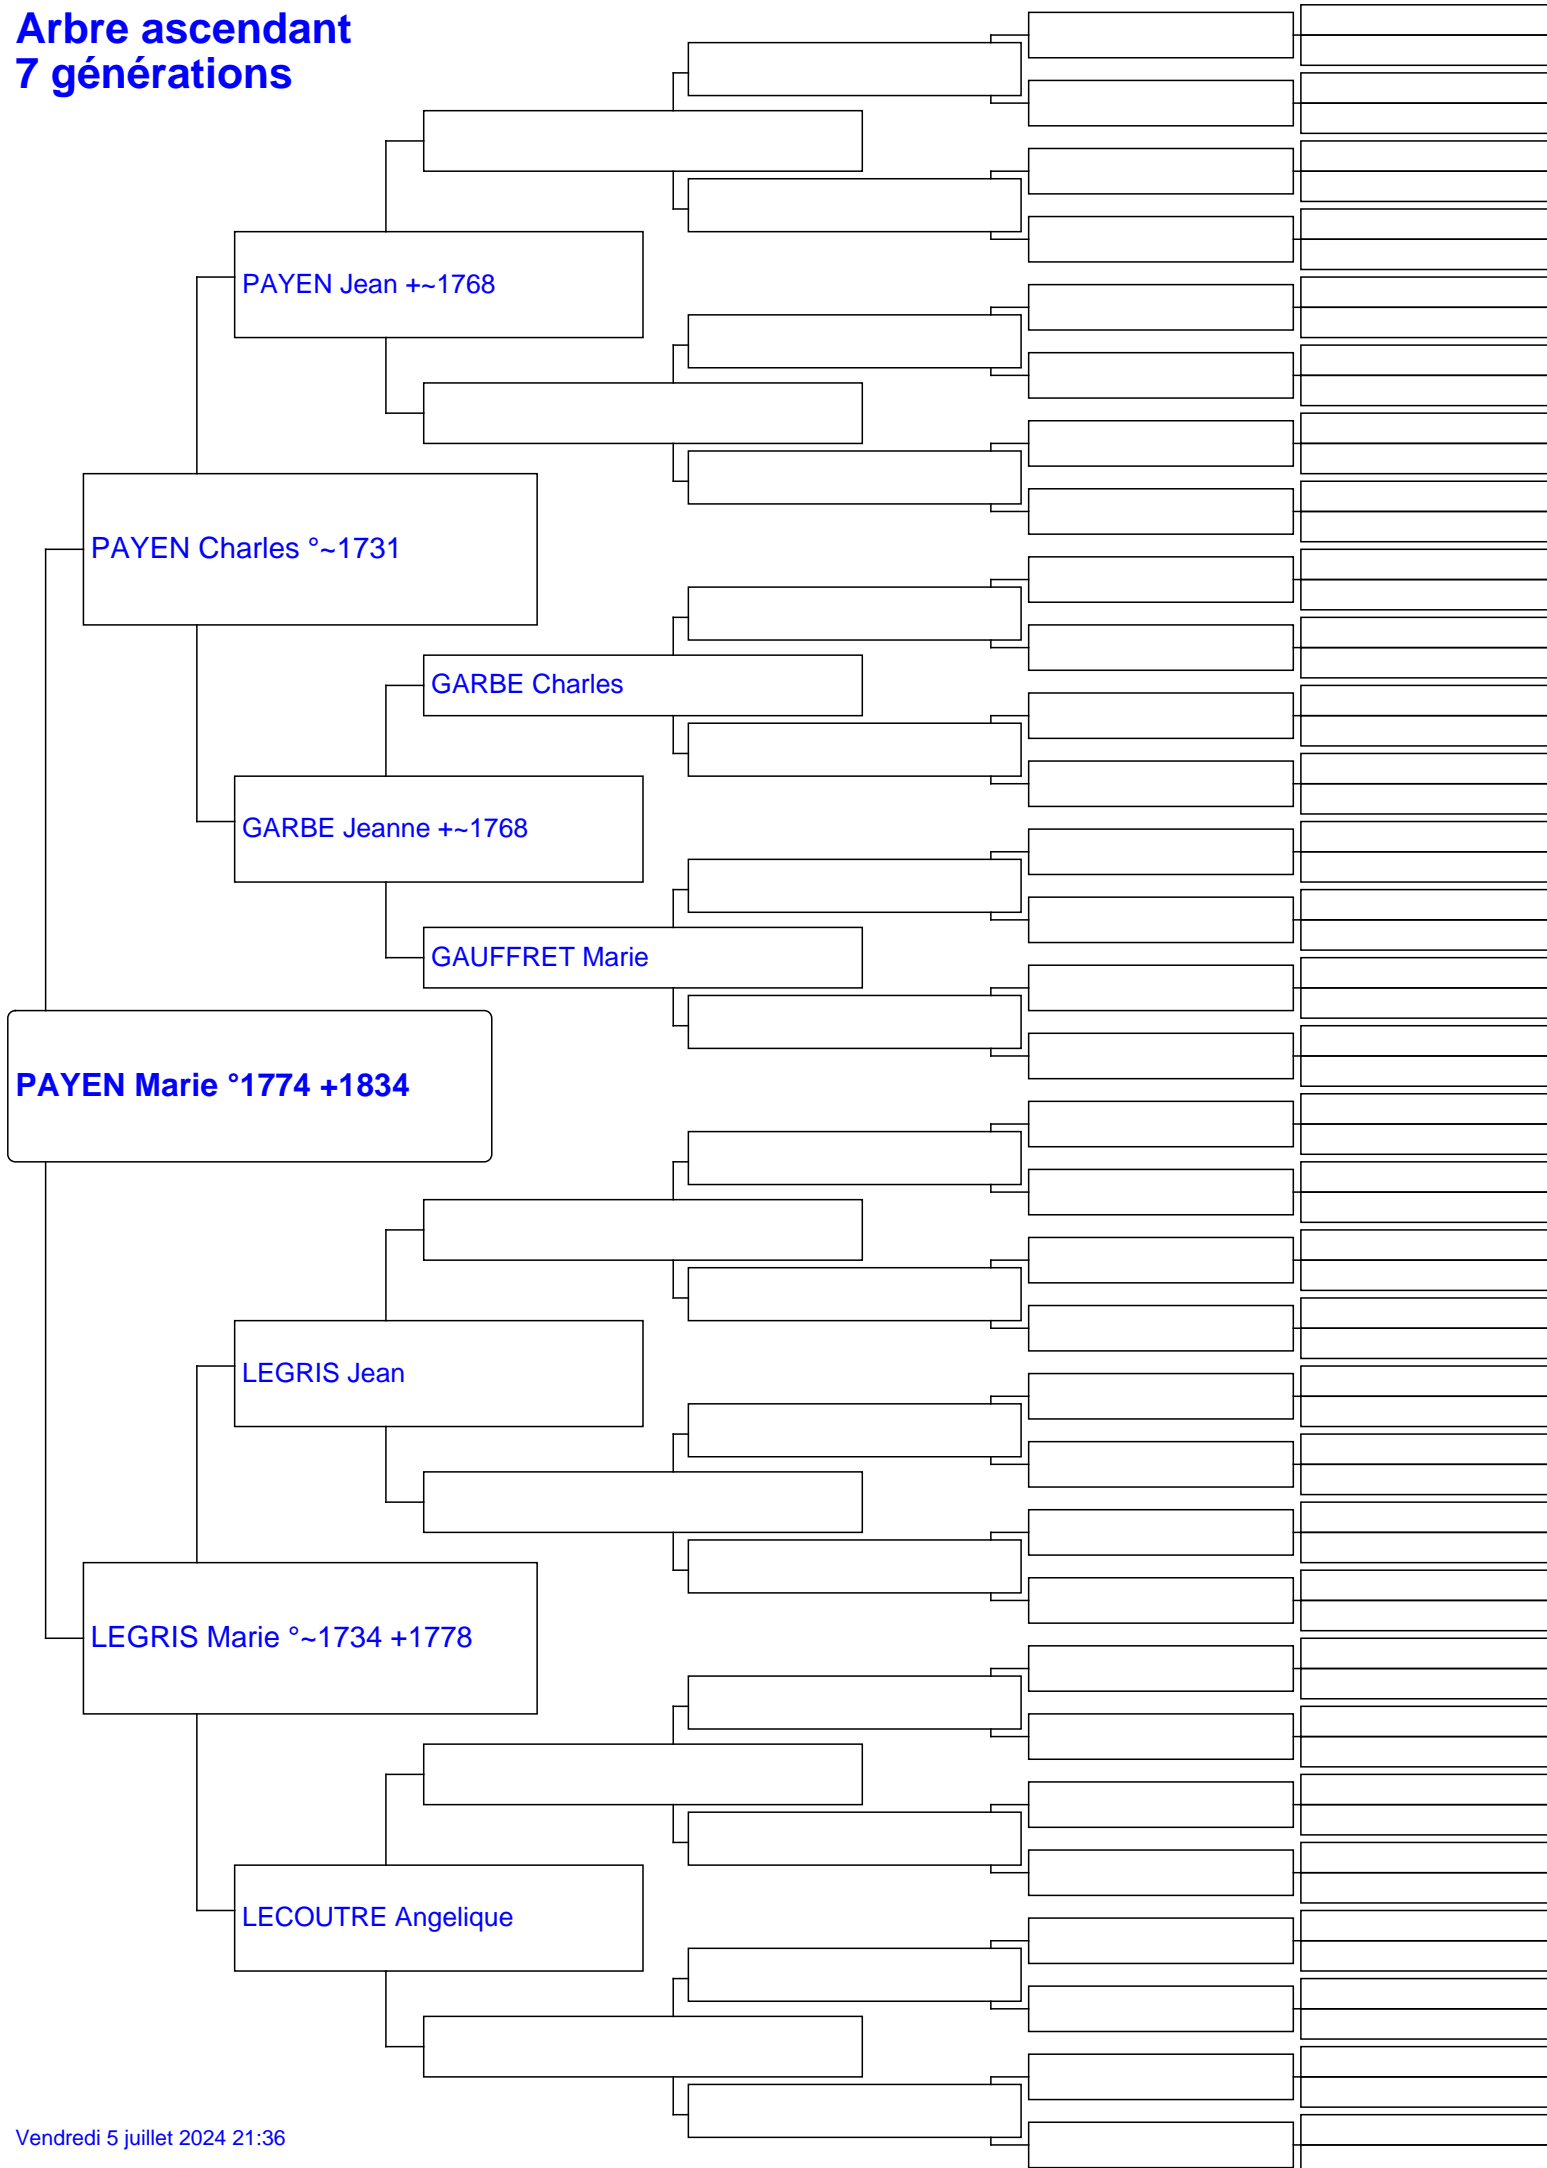 Arbre ascendant
7 générations
PAYEN Jean +~1768
PAYEN Charles °~1731
GARBE Charles
GARBE Jeanne +~1768
GAUFFRET Marie
PAYEN Marie °1774 +1834
LEGRIS Jean
LEGRIS Marie °~1734 +1778
LECOUTRE Angelique
Vendredi 5 juillet 2024 21:36